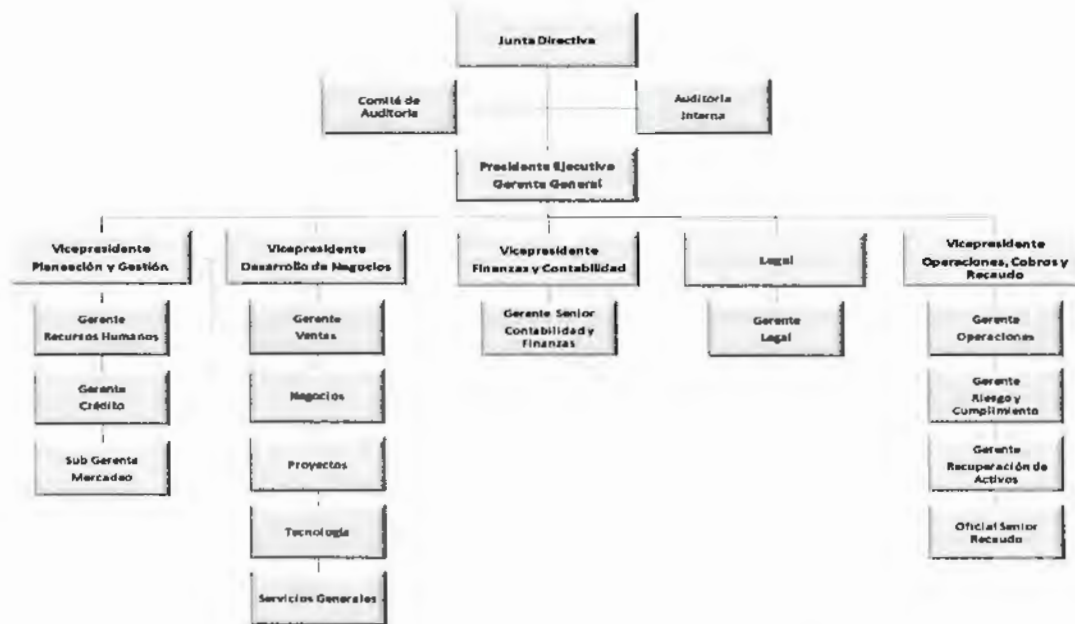 Junta Directiva
Comité de
Auditoria
Auditoria
Interna
Presidente Ejecutivo
Gerente General
Vicepresidente
Planeación y Gestión
Vicepresidente
Desarrollo de Negocios
Vicepresidente
Finanzas y Contabilidad
Legal
Vicepresidente
Operaciones, Cobros y
Recaudo
Gerente
Recursos Humanos
Gerente
Ventas
Gerente Senior
Contabilidad y
Finanzas
Gerente
Legal
Gerente
Operaciones
Gerente
Crédito
Negocios
Gerente
Riesgo y
Cumplimiento
Sub Gerente
Mercadeo
Proyectos
Gerente
Recuperación de
Activos
Tecnología
Oficial Senior
Recaudo
Servicios Generales